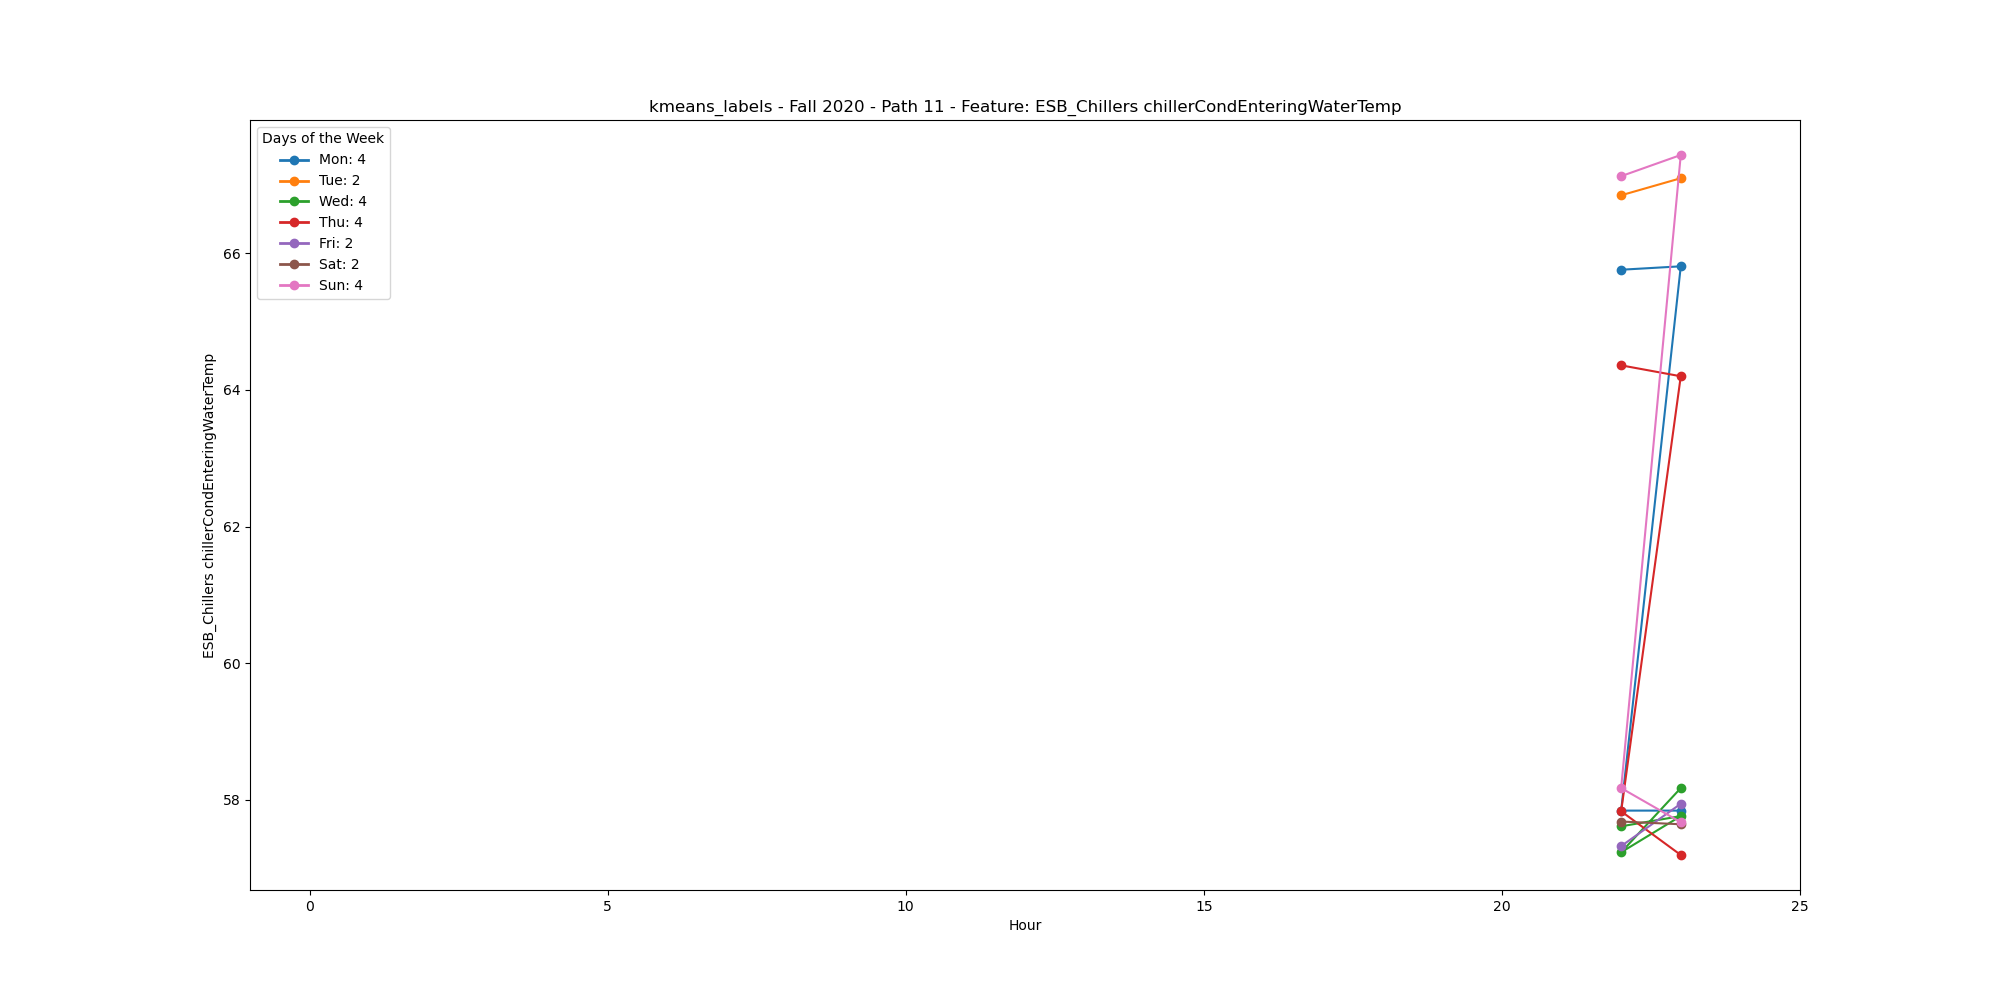 kmeans_labels - Fall 2020 - Path 11 - Feature: ESB_Chillers chillerCondEnteringWaterTemp
Days of the Week
Mon: 4
Tue: 2
Wed: 4
Thu: 4
Fri: 2
Sat: 2
Sun: 4
ESB_Chillers chillerCondEnteringWaterTemp
66
64
62
60
58
0
5
10
15
20
25
Hour